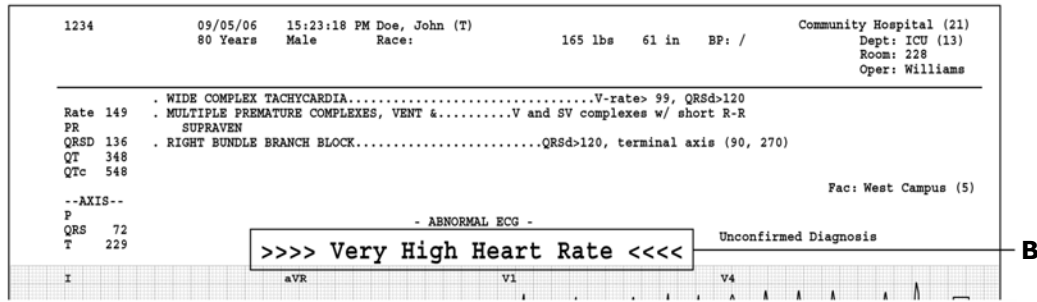 1234 09/05/06 15:23:18 PM Doe, John (T) Community Hospital (21)
80 Years Male Race: 165 lbs 61 in BP: / Dept: ICU (13)
Room: 228
Oper: Williams
. WIDE COMPLEX TACHYCARDIA.................................V-rate> 99, QRSd>120
Rate 149 . MULTIPLE PREMATURE COMPLEXES, VENT &..........V and SV complexes w/ short R-R
PR SUPRAVEN
QRSD 136 . RIGHT BUNDLE BRANCH BLOCK.........................QRSd>120, terminal axis (90, 270)
QT 348
QTc 548
Fac: West Campus (5)
--AXIS--
P
- ABNORMAL ECG -
QRS 72
Unconfirmed Diagnosis
T 229
>>>> Very High Heart Rate <<<< B
I aVR V1 V4